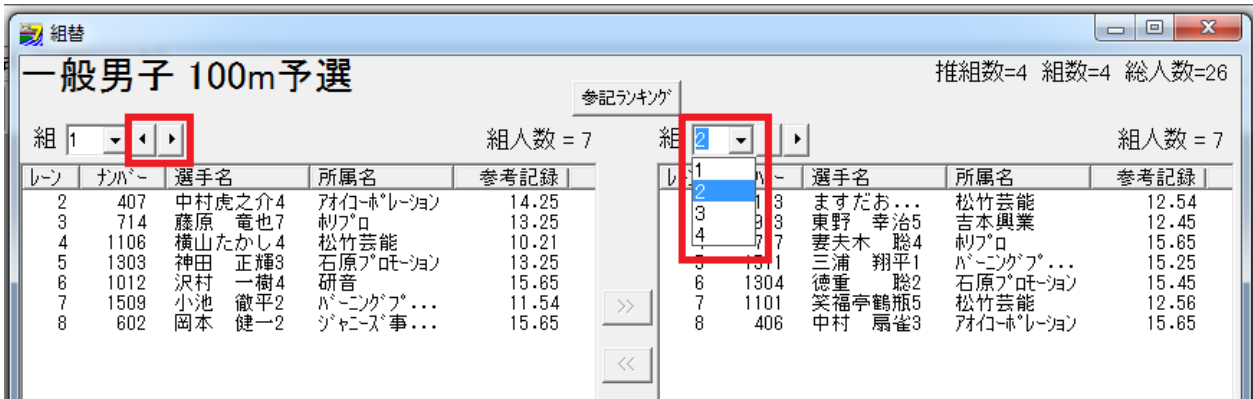 組替
一般男子 100m予選
推組数=4 組数=4 総人数=26
参記ﾗﾝｷﾝｸﾞ
組 1 組人数 = 7
ﾚｰﾝ ﾅﾝﾊﾞｰ 選手名 所属名 参考記録
2 407 中村虎之介4 ｱｵｲｺｰﾎﾟﾚｰｼｮﾝ 14.25
3 714 藤原 竜也7 ﾎﾘﾌﾟﾛ 13.25
4 1106 横山たかし4 松竹芸能 10.21
5 1303 神田 正輝3 石原ﾌﾟﾛﾓｰｼｮﾝ 13.25
6 1012 沢村 一樹4 研音 15.65
7 1509 小池 徹平2 ﾊﾞｰﾆﾝｸﾞﾌﾟ... 11.54
8 602 岡本 健一2 ｼﾞｬﾆｰｽﾞ事... 15.65
>>
<<
組 2 組人数 = 7
1
2
3
4
選手名 所属名 参考記録
ますだお... 松竹芸能 12.54
東野 幸治5 吉本興業 12.45
妻夫木 聡4 ﾎﾘﾌﾟﾛ 15.65
三浦 翔平1 ﾊﾞｰﾆﾝｸﾞﾌﾟ... 15.25
6 1304 徳重 聡2 石原ﾌﾟﾛﾓｰｼｮﾝ 15.45
7 1101 笑福亭鶴瓶5 松竹芸能 12.56
8 406 中村 扇雀3 ｱｵｲｺｰﾎﾟﾚｰｼｮﾝ 15.65